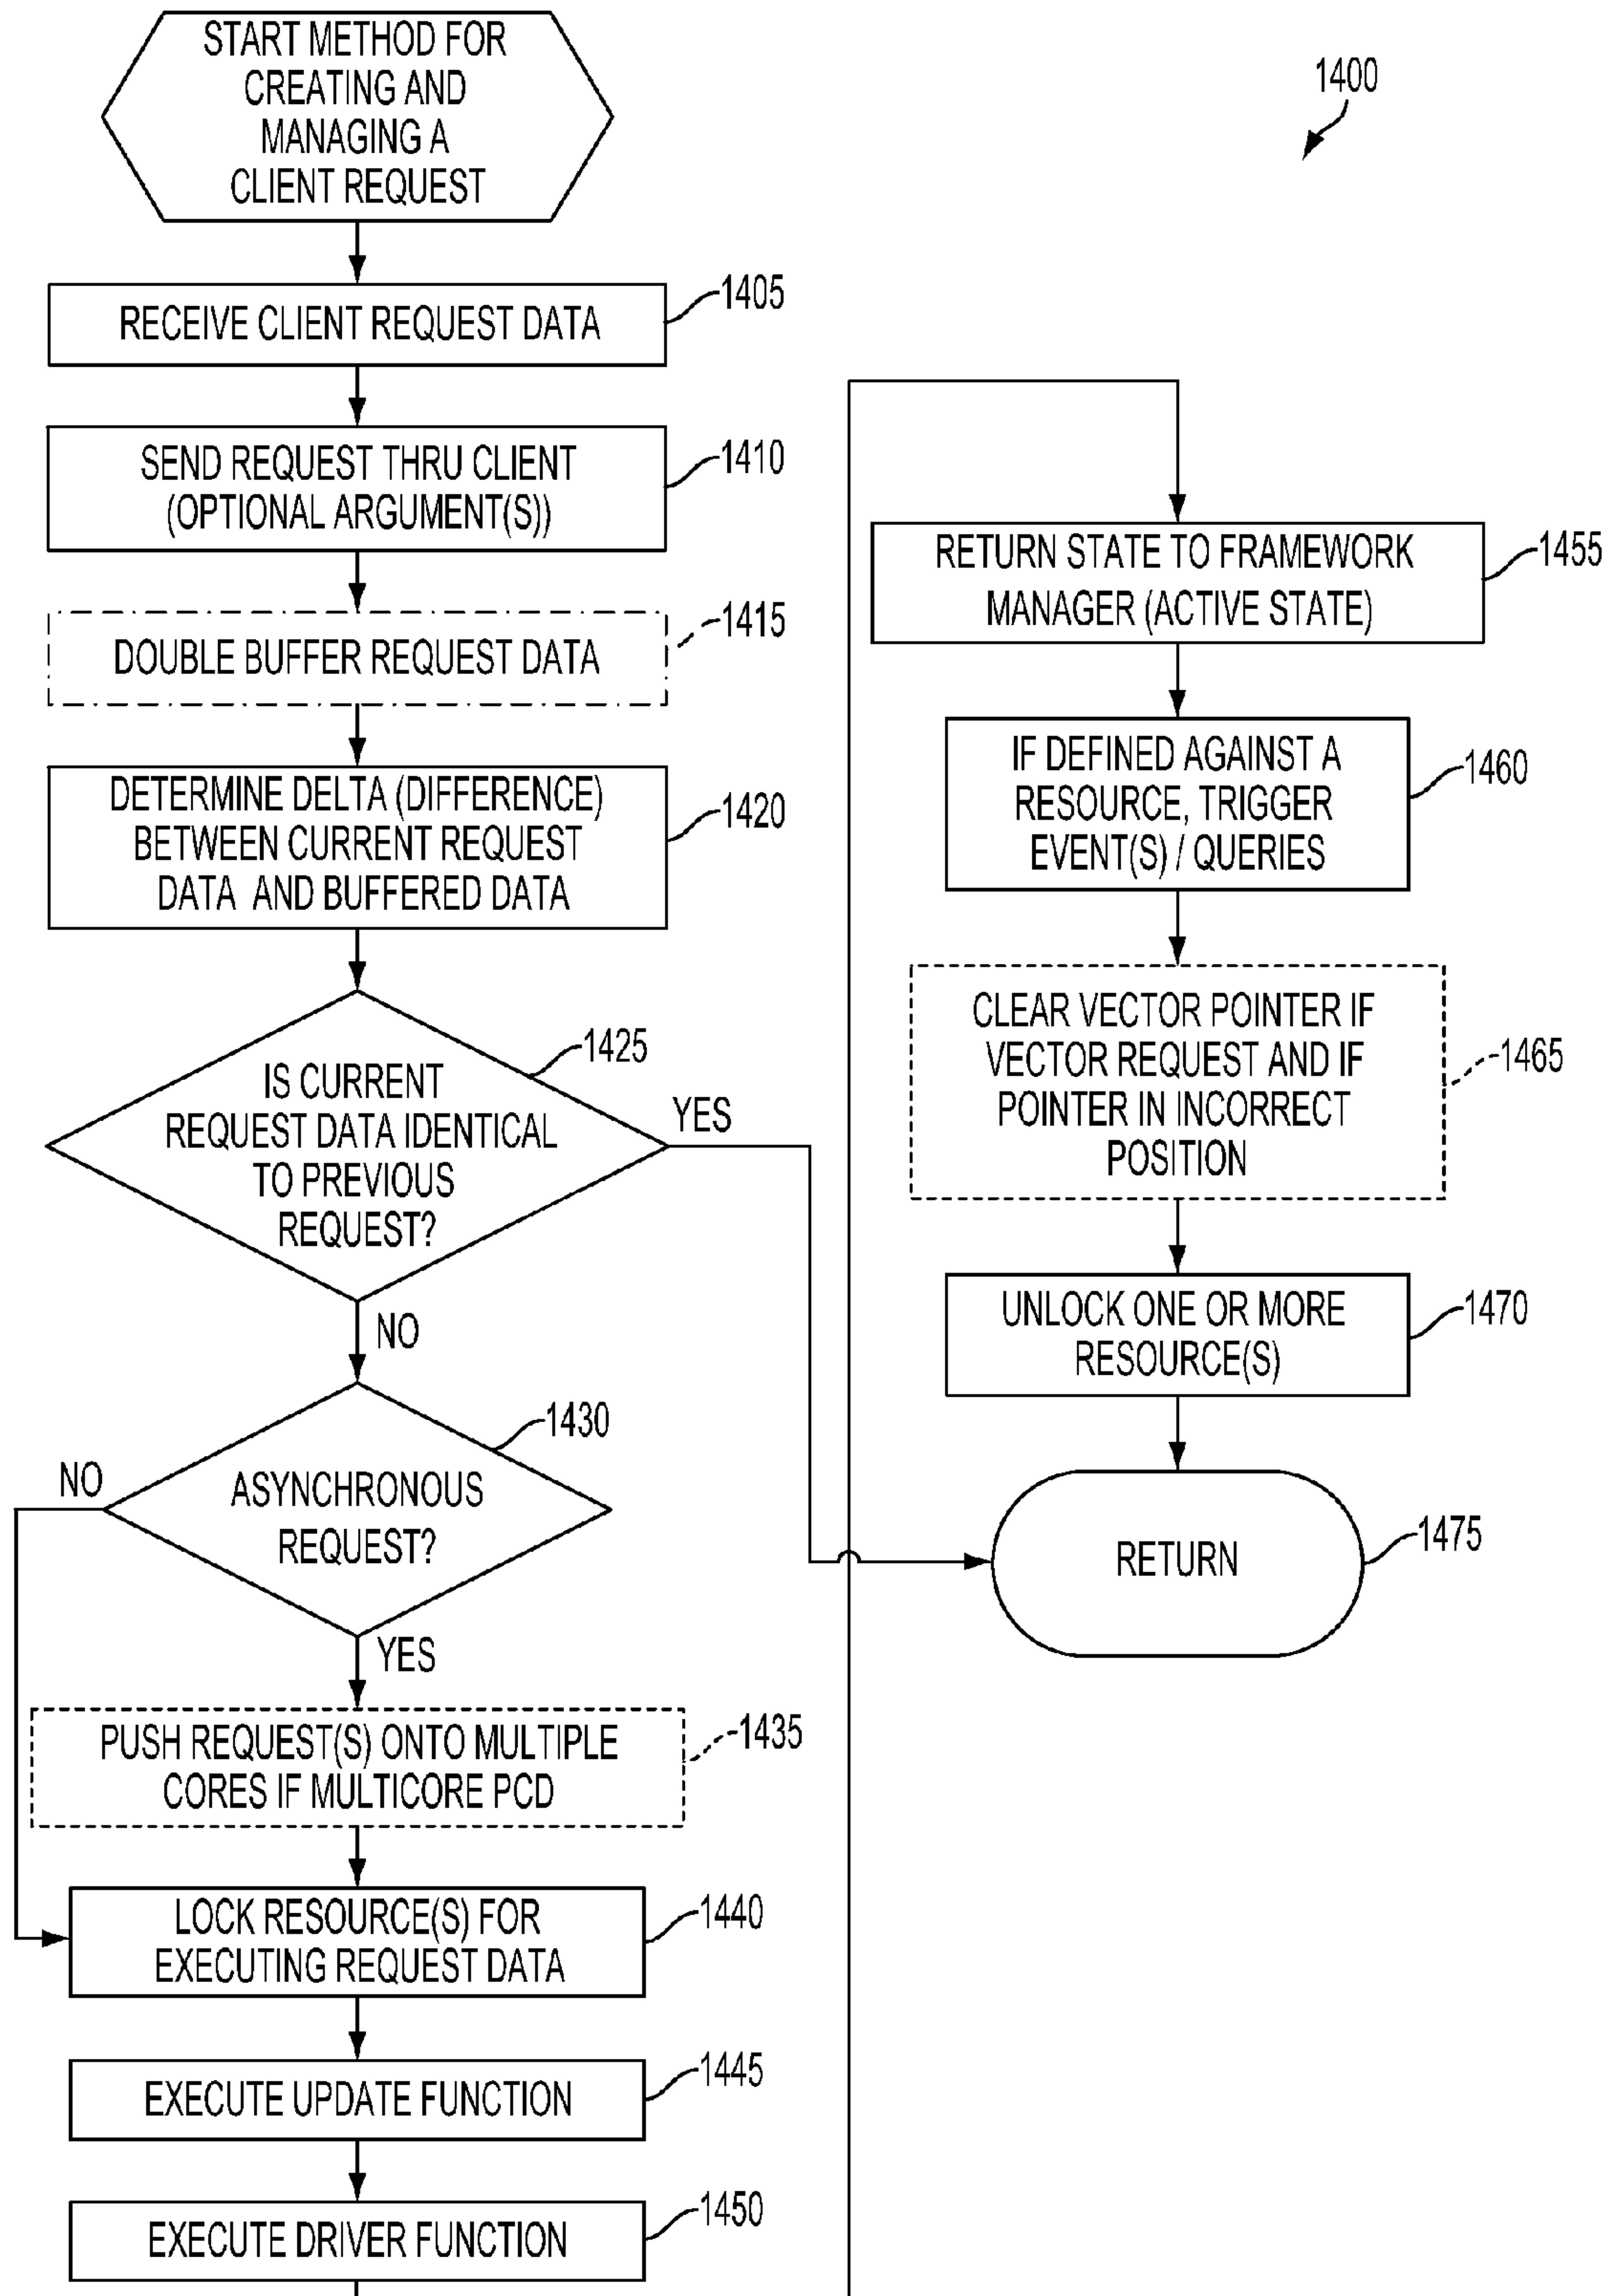 START METHOD FOR
CREATING AND
MANAGING A
CLIENT REQUEST
1400
RECEIVE CLIENT REQUEST DATA
1405
SEND REQUEST THRU CLIENT
(OPTIONAL ARGUMENT(S))
1410
DOUBLE BUFFER REQUEST DATA
1415
DETERMINE DELTA (DIFFERENCE)
BETWEEN CURRENT REQUEST
DATA AND BUFFERED DATA
1420
IS CURRENT
REQUEST DATA IDENTICAL
TO PREVIOUS
REQUEST?
1425
YES
NO
ASYNCHRONOUS
REQUEST?
1430
NO
YES
PUSH REQUEST(S) ONTO MULTIPLE
CORES IF MULTICORE PCD
1435
LOCK RESOURCE(S) FOR
EXECUTING REQUEST DATA
1440
EXECUTE UPDATE FUNCTION
1445
EXECUTE DRIVER FUNCTION
1450
RETURN STATE TO FRAMEWORK
MANAGER (ACTIVE STATE)
1455
IF DEFINED AGAINST A
RESOURCE, TRIGGER
EVENT(S) / QUERIES
1460
CLEAR VECTOR POINTER IF
VECTOR REQUEST AND IF
POINTER IN INCORRECT
POSITION
1465
UNLOCK ONE OR MORE
RESOURCE(S)
1470
RETURN
1475